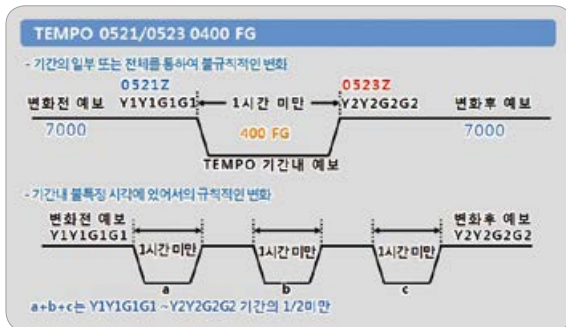 TEMPO 0521/0523 0400 FG
- 기간의 일부 또는 전체를 통하여 불규칙적인 변화
0521Z 0523Z
변화전 예보 Y1Y1G1G1 1시간 미만 Y2Y2G2G2 변화후 예보
7000 400 FG 7000
TEMPO 기간내 예보
- 기간내 불특정 시각에 있어서의 규칙적인 변화
변화전 예보 변화후 예보
Y1Y1G1G1 Y2Y2G2G2
1시간 미만 1시간 미만 1시간 미만
a b c
a+b+c는 Y1Y1G1G1 ~Y2Y2G2G2 기간의 1/2미만